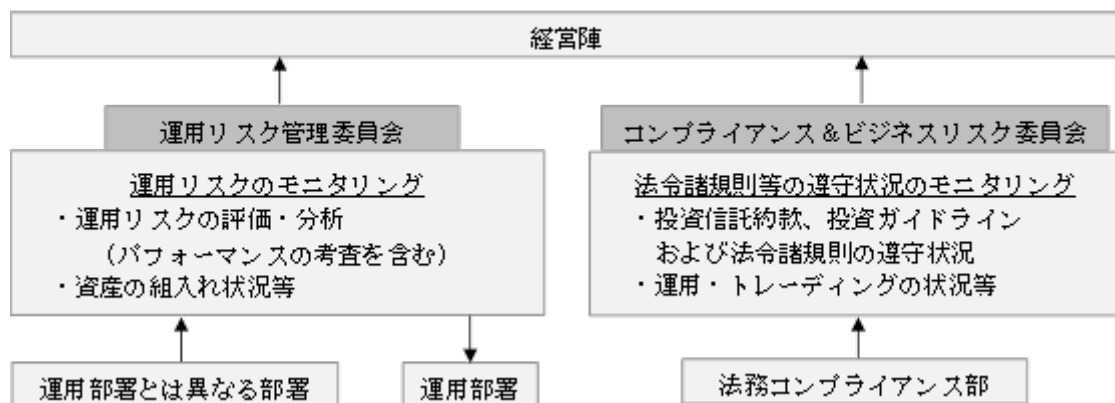 経営陣
運用リスク管理委員会
運用リスクのモニタリング
・運用リスクの評価・分析
(パフォーマンスの考査を含む)
・資産の組入れ状況等
運用部署とは異なる部署
運用部署
コンプライアンス&ビジネスリスク委員会
法令諸規則等の遵守状況のモニタリング
・投資信託約款、投資ガイドライン
および法令諸規則の遵守状況
・運用・トレーディングの状況等
法務コンプライアンス部